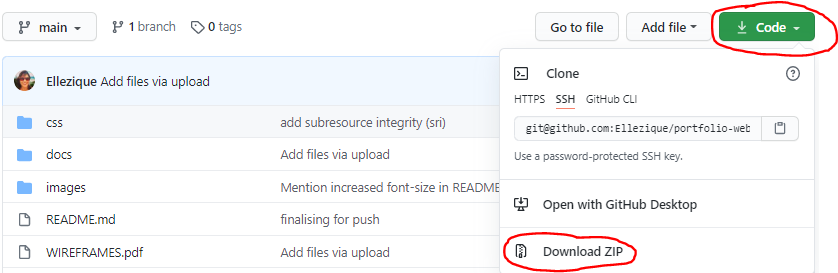 main 1 branch 0 tags Go to file Add file Code
Ellezique Add files via upload
css add subresource integrity (sri)
docs Add files via upload
images Mention increased font-size in README
README.md finalising for push
WIREFRAMES.pdf Add files via upload
Clone
HTTPS SSH GitHub CLI
git@github.com:Ellezique/portfolio-web
Use a password-protected SSH key.
Open with GitHub Desktop
Download ZIP